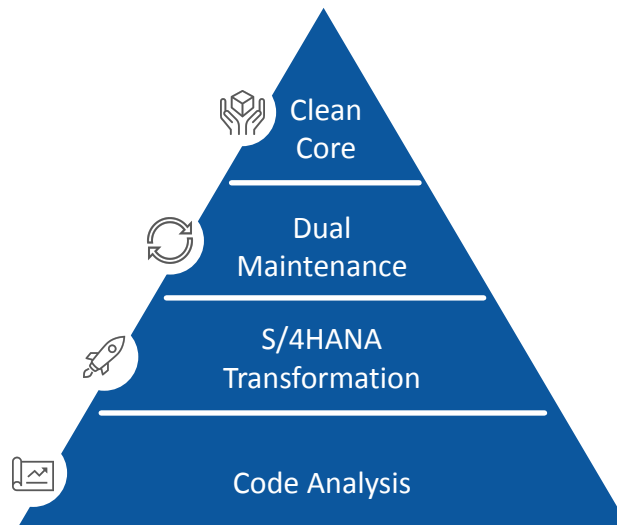 Clean
Core
Dual
Maintenance
S/4HANA
Transformation
Code Analysis